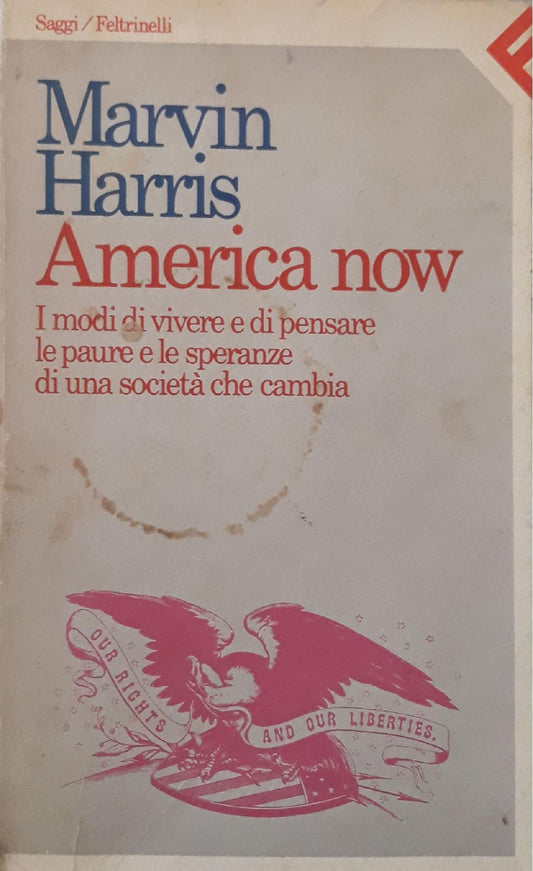 Saggi/Feltrinelli
F
Marvin
Harris
America now
I modi di vivere e di pensare
le paure e le speranze
di una società che cambia
OUR RIGHTS
AND OUR LIBERTIES.